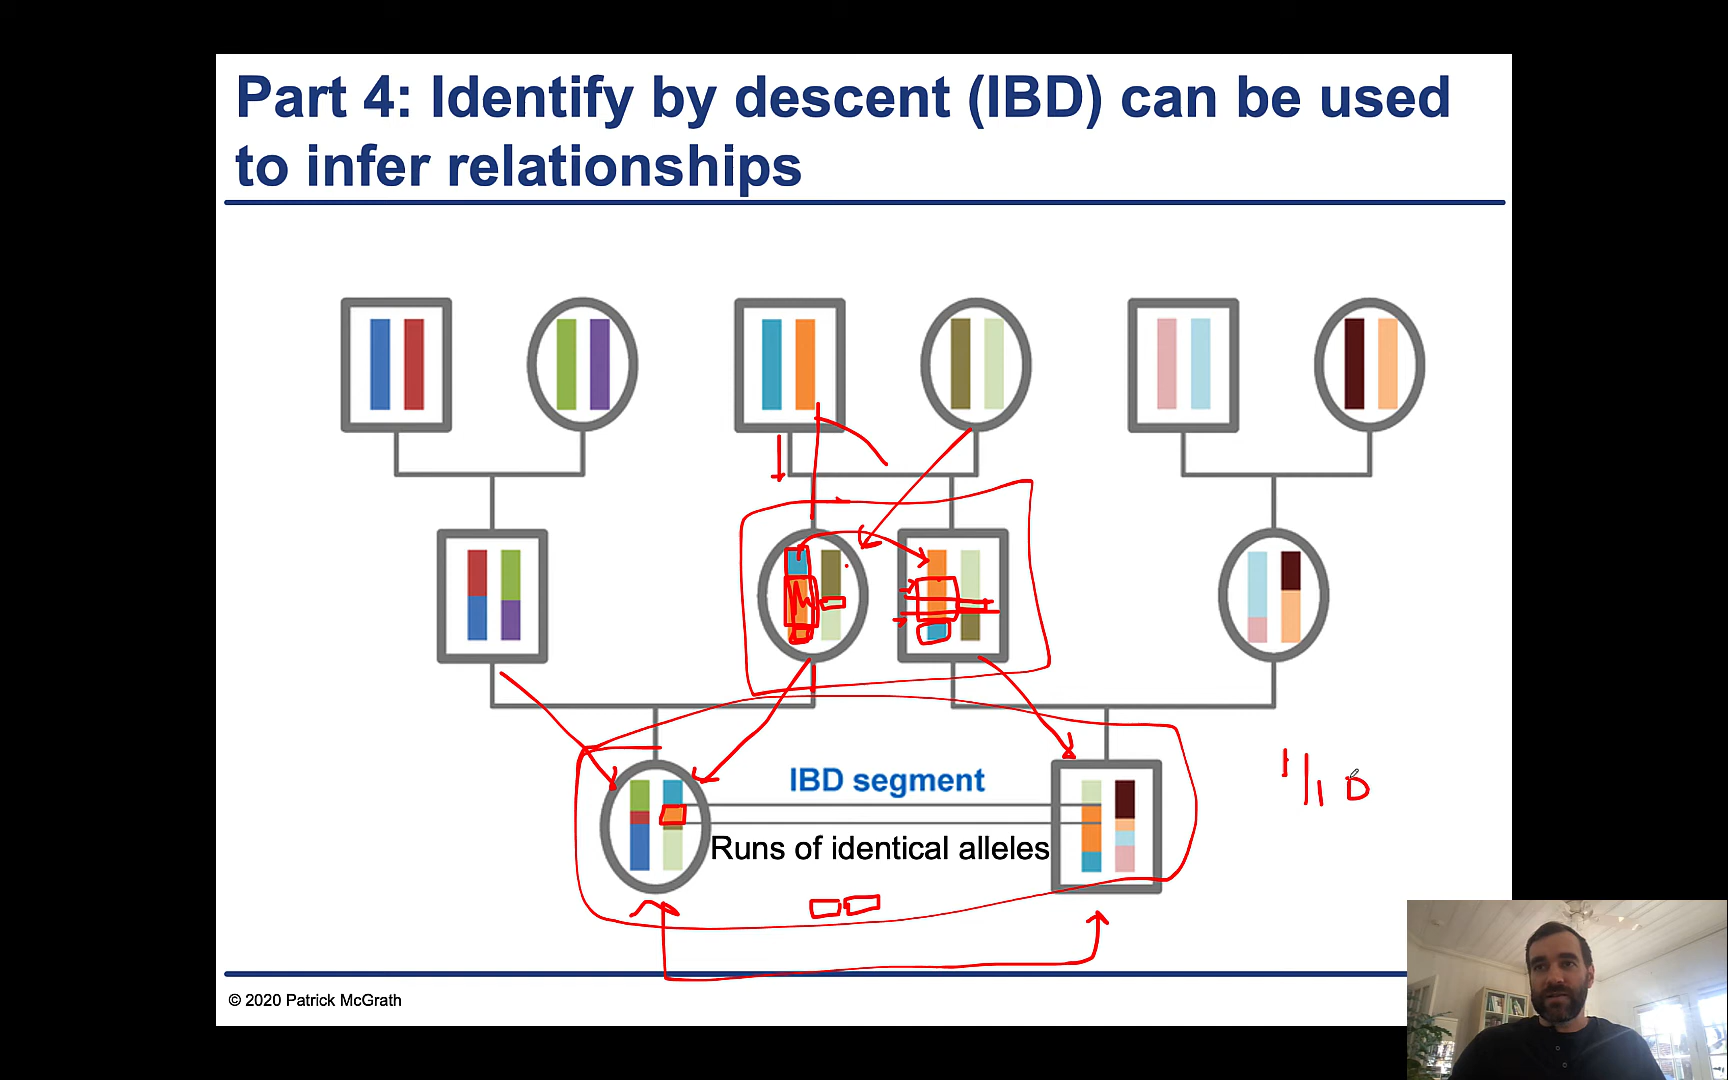 Part 4: Identify by descent (IBD) can be used
to infer relationships
IBD segment
Runs of identical alleles
© 2020 Patrick McGrath